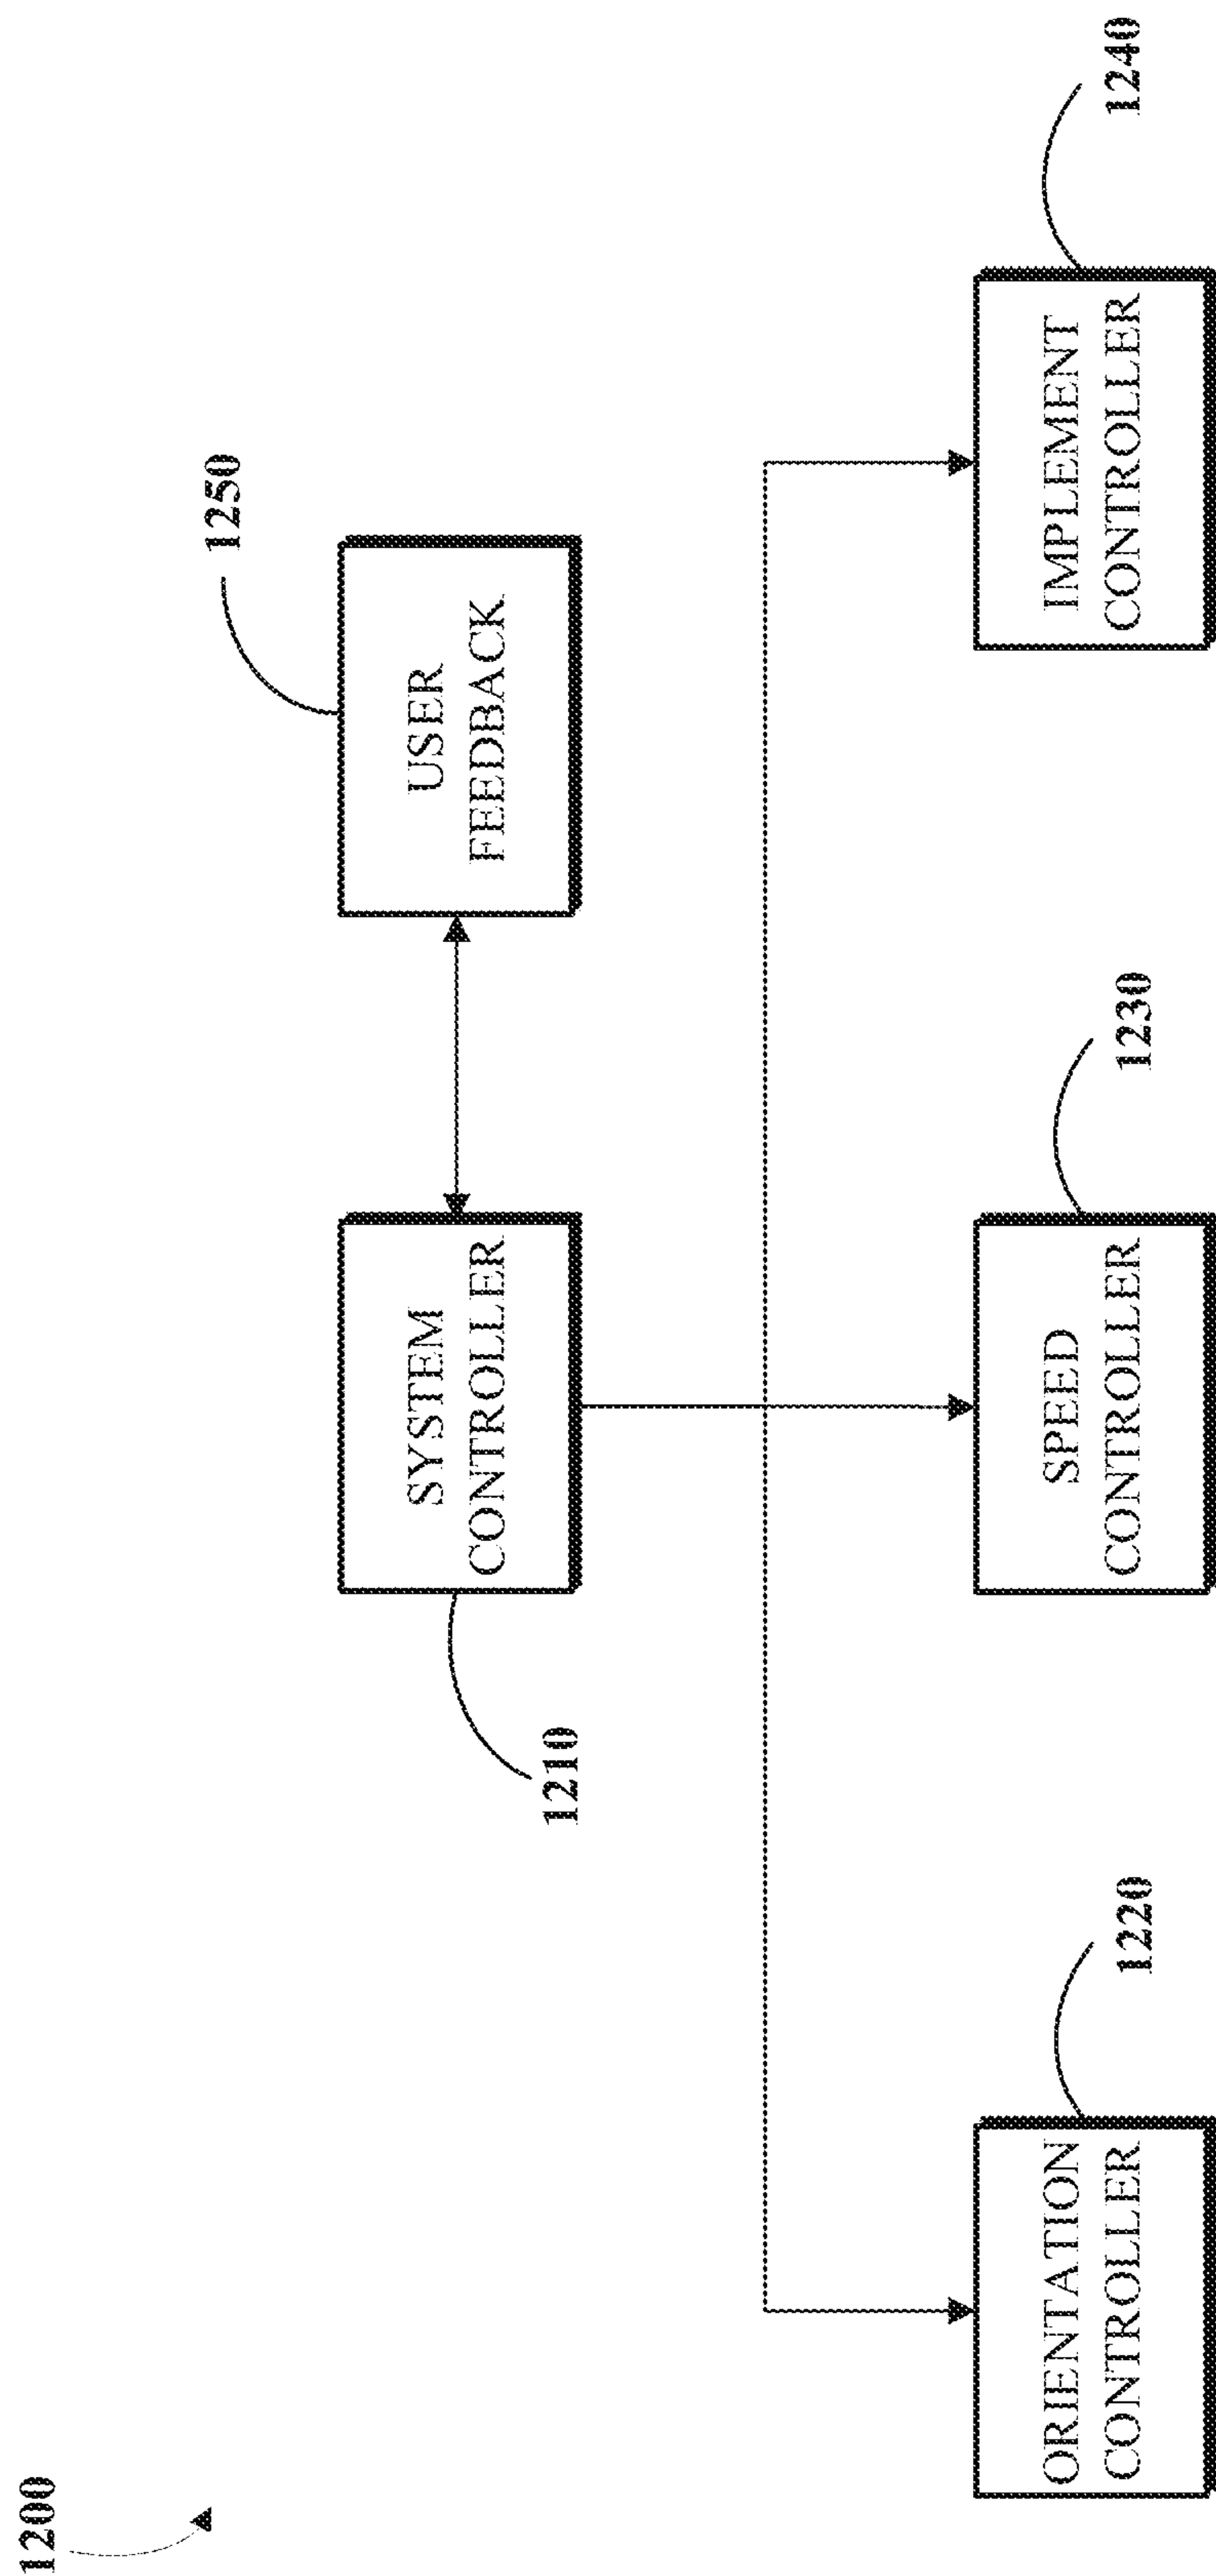 1200
1250
USER
FEEDBACK
SYSTEM
CONTROLLER
1210
1220
ORIENTATION
CONTROLLER
1230
SPEED
CONTROLLER
1240
IMPLEMENT
CONTROLLER